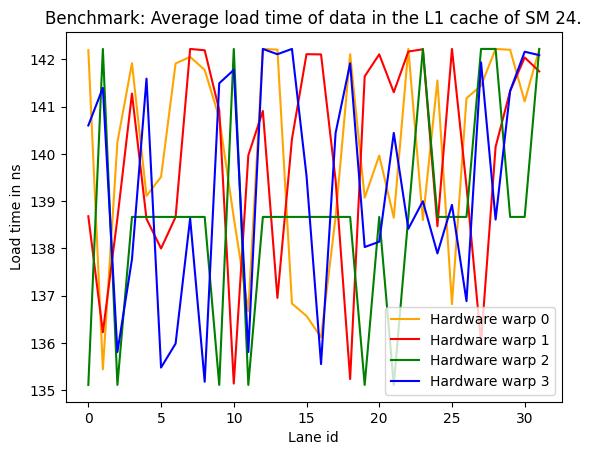 Benchmark: Average load time of data in the L1 cache of SM 24.
142
141
140
139
138
137
136
135
Load time in ns
0
5
10
15
20
25
30
Lane id
Hardware warp 0
Hardware warp 1
Hardware warp 2
Hardware warp 3